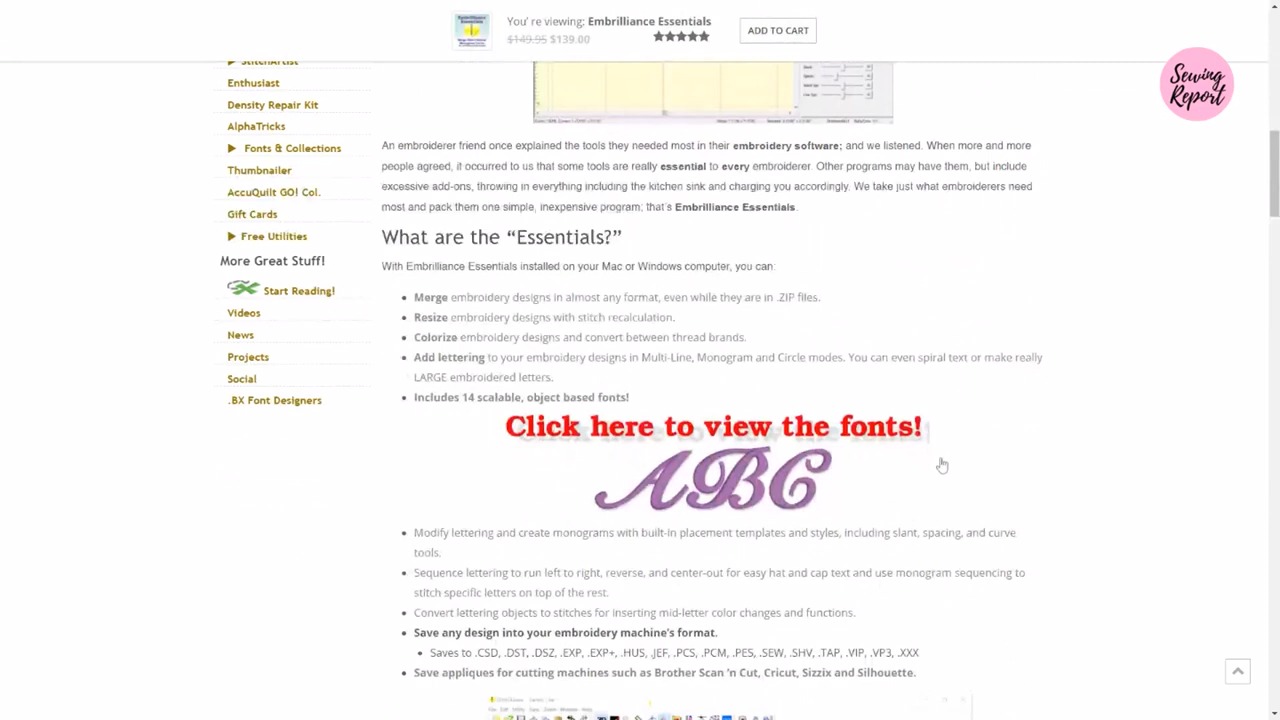 You're viewing: Embrilliance Essentials
$149.95 $139.00
ADD TO CART
Sewing
Report
StitchArtist
Enthusiast
Density Repair Kit
AlphaTricks
Fonts & Collections
Thumbnailer
AccuQuilt GO! Col.
Gift Cards
Free Utilities
More Great Stuff!
Start Reading!
Videos
News
Projects
Social
.BX Font Designers
An embroiderer friend once explained the tools they needed most in their embroidery software; and we listened. When more and more
people agreed, it occurred to us that some tools are really essential to every embroiderer. Other programs may have them, but include
excessive add-ons, throwing in everything including the kitchen sink and charging you accordingly. We take just what embroiderers need
most and pack them one simple, inexpensive program; that's Embrilliance Essentials.
What are the “Essentials?”
With Embrilliance Essentials installed on your Mac or Windows computer, you can:
Merge embroidery designs in almost any format, even while they are in .ZIP files.
Resize embroidery designs with stitch recalculation.
Colorize embroidery designs and convert between thread brands.
Add lettering to your embroidery designs in Multi-Line, Monogram and Circle modes. You can even spiral text or make really
LARGE embroidered letters.
Includes 14 scalable, object based fonts!
Click here to view the fonts!
ABC
Modify lettering and create monograms with built-in placement templates and styles, including slant, spacing, and curve
tools.
Sequence lettering to run left to right, reverse, and center-out for easy hat and cap text and use monogram sequencing to
stitch specific letters on top of the rest.
Convert lettering objects to stitches for inserting mid-letter color changes and functions.
Save any design into your embroidery machine's format.
Saves to .CSD, .DST, .DSZ, .EXP, .EXP+, .HUS, .JEF, .PCS, .PCM, .PES, .SEW, .SHV, .TAP, .VIP, .VP3, .XXX
Save appliques for cutting machines such as Brother Scan 'n Cut, Cricut, Sizzix and Silhouette.